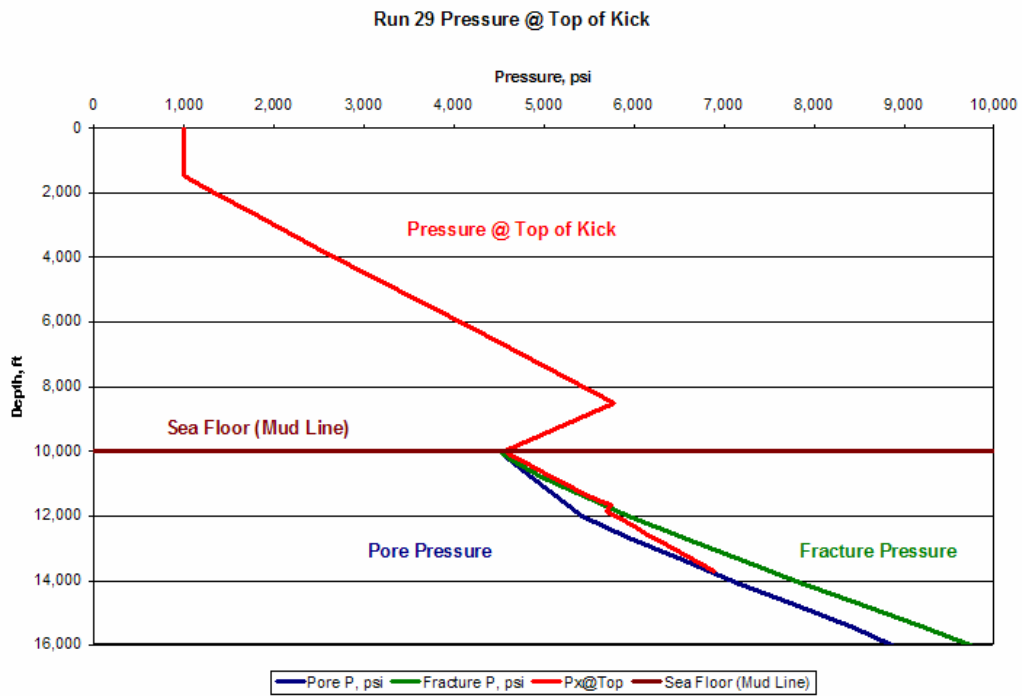 Run 29 Pressure @ Top of Kick
Pressure, psi
0 1,000 2,000 3,000 4,000 5,000 6,000 7,000 8,000 9,000 10,000
0
2,000
Pressure @ Top of Kick
4,000
6,000
Depth, ft
8,000
Sea Floor (Mud Line)
10,000
12,000
Pore Pressure Fracture Pressure
14,000
16,000
Pore P, psi Fracture P, psi Px@Top Sea Floor (Mud Line)